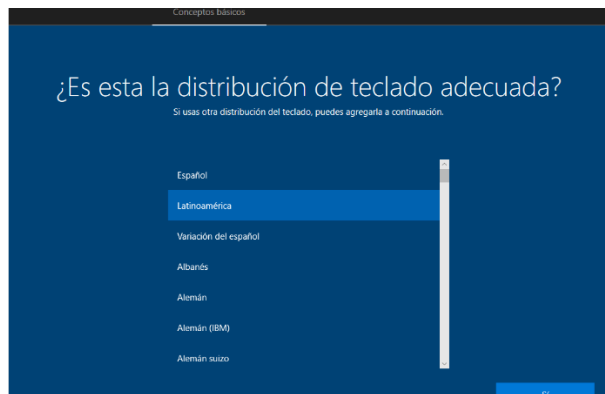 Conceptos básicos
¿Es esta la distribución de teclado adecuada?
Si usas otra distribución del teclado, puedes agregarla a continuación.
Español
Latinoamérica
Variación del español
Albanés
Alemán
Alemán (IBM)
Alemán suizo